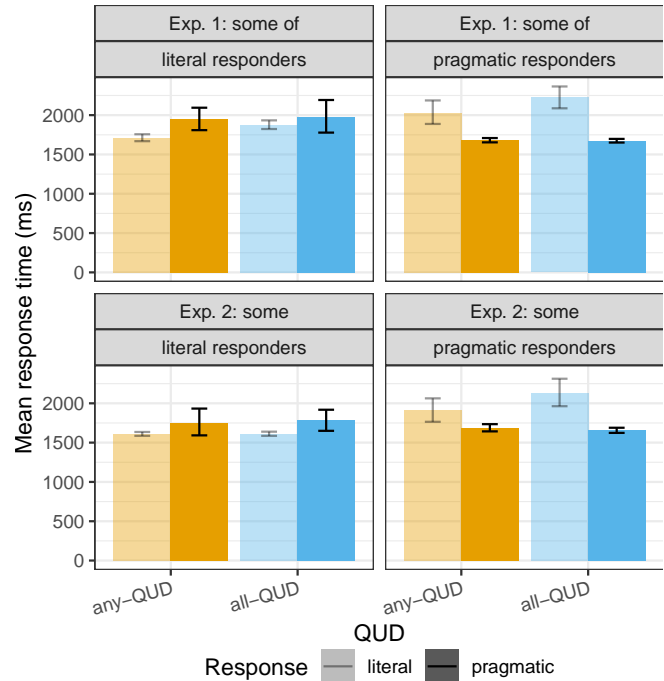 Exp. 1: some of
literal responders
Exp. 1: some of
pragmatic responders
2000
1500
1000
500
0
Exp. 2: some
literal responders
Exp. 2: some
pragmatic responders
2000
1500
1000
500
0
Mean response time (ms)
any−QUD
all−QUD
any−QUD
all−QUD
QUD
Response literal pragmatic